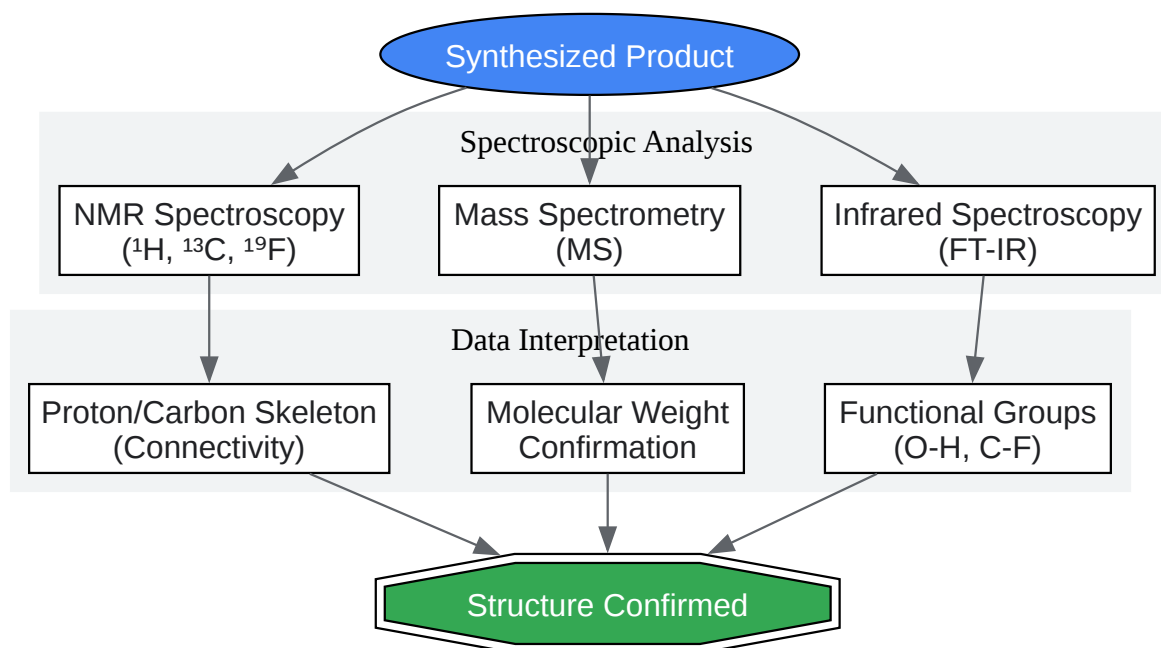 Synthesized Product
Spectroscopic Analysis
NMR Spectroscopy
(¹H, ¹³C, ¹⁹F)
Mass Spectrometry
(MS)
Infrared Spectroscopy
(FT-IR)
Data Interpretation
Proton/Carbon Skeleton
(Connectivity)
Molecular Weight
Confirmation
Functional Groups
(O-H, C-F)
Structure Confirmed